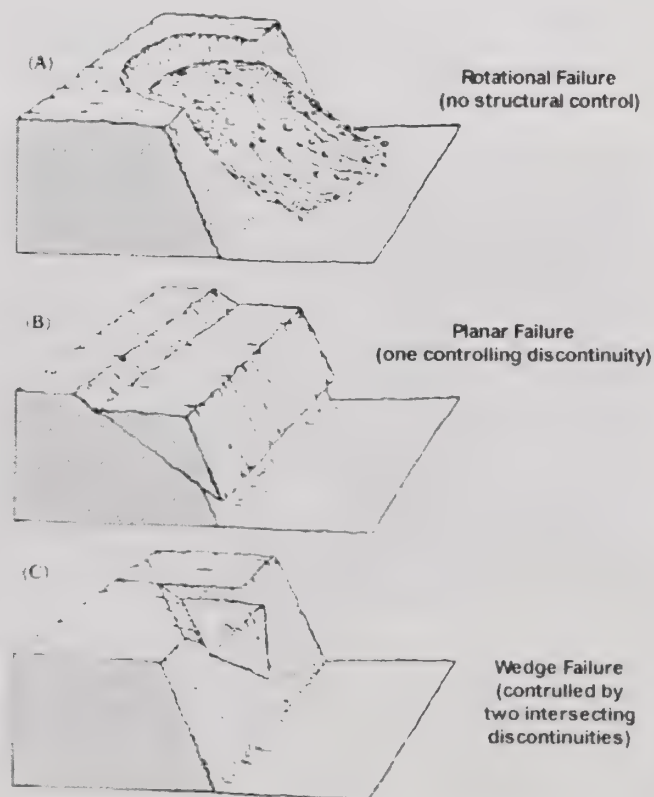 (A)
Rotational Failure
(no structural control)
(B)
Planar Failure
(one controlling discontinuity)
(C)
Wedge Failure
(contrulled by
two intersecting
discontinuities)